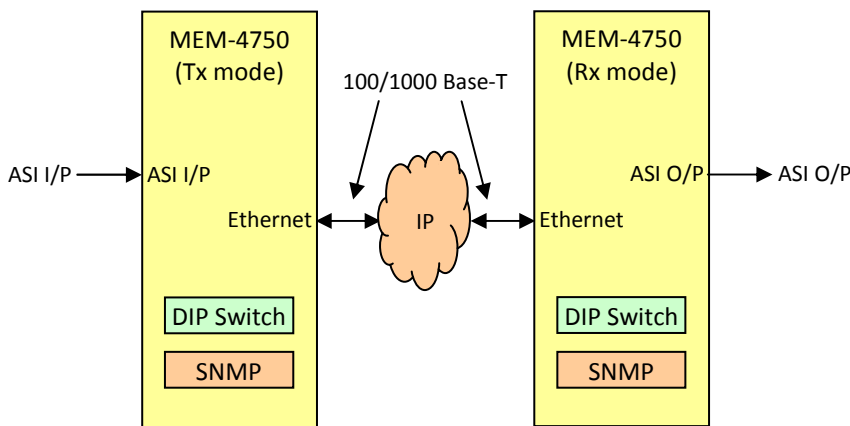 MEM-4750
(Tx mode)
MEM-4750
(Rx mode)
100/1000 Base-T
ASI I/P
ASI I/P
ASI O/P
ASI O/P
Ethernet
IP
Ethernet
DIP Switch
DIP Switch
SNMP
SNMP